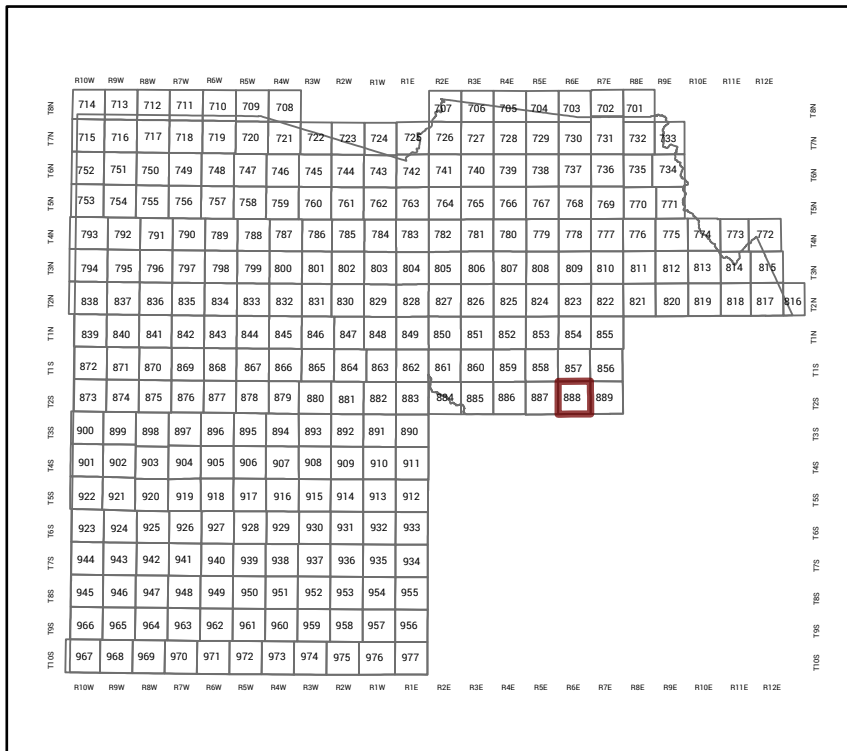 R10W R9W R8W R7W R6W R5W R4W R3W R2W R1W R1E R2E R3E R4E R5E R6E R7E R8E R9E R10E R11E R12E
T8N 714 713 712 711 710 709 708 707 706 705 704 703 702 701 T8N
T7N 715 716 717 718 719 720 721 722 723 724 725 726 727 728 729 730 731 732 733 T7N
T6N 752 751 750 749 748 747 746 745 744 743 742 741 740 739 738 737 736 735 734 T6N
T5N 753 754 755 756 757 758 759 760 761 762 763 764 765 766 767 768 769 770 771 T5N
T4N 793 792 791 790 789 788 787 786 785 784 783 782 781 780 779 778 777 776 775 774 773 772 T4N
T3N 794 795 796 797 798 799 800 801 802 803 804 805 806 807 808 809 810 811 812 813 814 815 T3N
T2N 838 837 836 835 834 833 832 831 830 829 828 827 826 825 824 823 822 821 820 819 818 817 816 T2N
T1N 839 840 841 842 843 844 845 846 847 848 849 850 851 852 853 854 855 T1N
T1S 872 871 870 869 868 867 866 865 864 863 862 861 860 859 858 857 856 T1S
T2S 873 874 875 876 877 878 879 880 881 882 883 884 885 886 887 888 889 T2S
T3S 900 899 898 897 896 895 894 893 892 891 890 T3S
T4S 901 902 903 904 905 906 907 908 909 910 911 T4S
T5S 922 921 920 919 918 917 916 915 914 913 912 T5S
T6S 923 924 925 926 927 928 929 930 931 932 933 T6S
T7S 944 943 942 941 940 939 938 937 936 935 934 T7S
T8S 945 946 947 948 949 950 951 952 953 954 955 T8S
T9S 966 965 964 963 962 961 960 959 958 957 956 T9S
T10S 967 968 969 970 971 972 973 974 975 976 977 T10S
R10W R9W R8W R7W R6W R5W R4W R3W R2W R1W R1E R2E R3E R4E R5E R6E R7E R8E R9E R10E R11E R12E